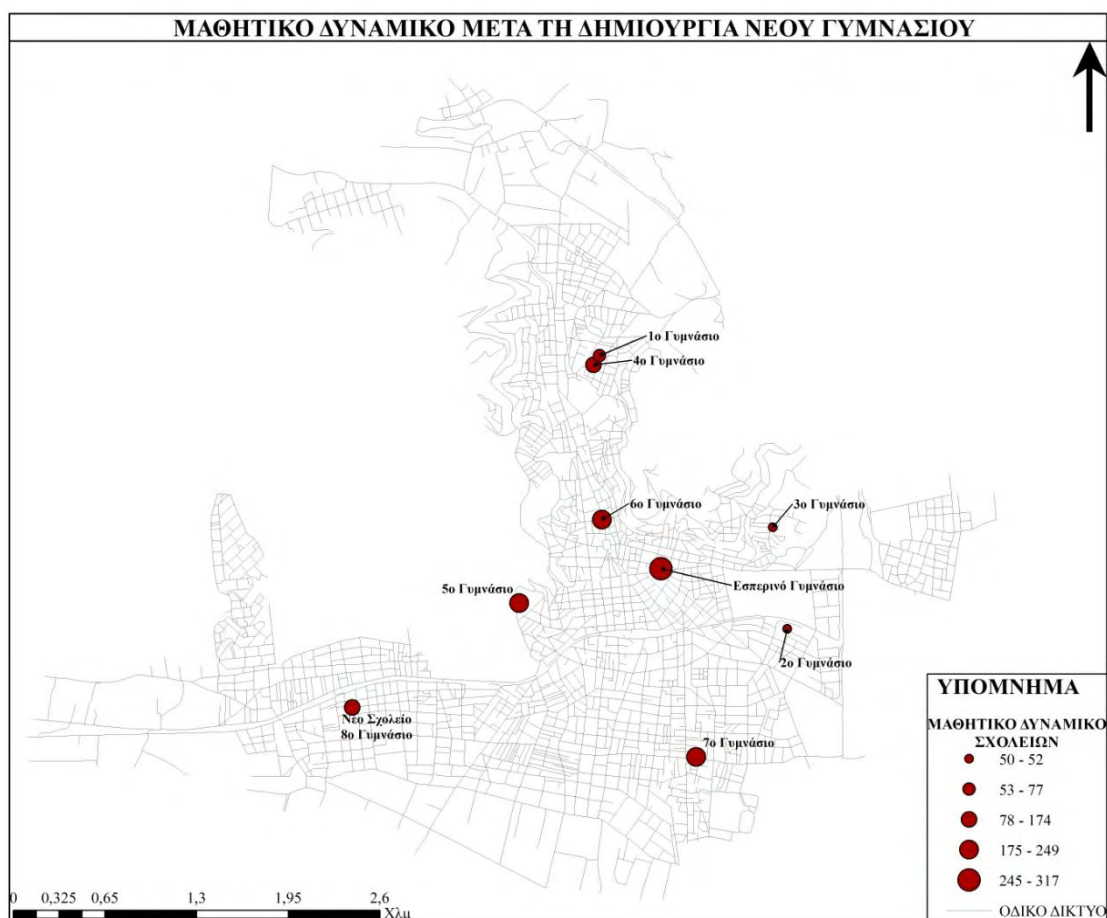 ΜΑΘΗΤΙΚΟ ΔΥΝΑΜΙΚΟ ΜΕΤΑ ΤΗ ΔΗΜΙΟΥΡΓΙΑ ΝΕΟΥ ΓΥΜΝΑΣΙΟΥ
1ο Γυμνάσιο
4ο Γυμνάσιο
6ο Γυμνάσιο
3ο Γυμνάσιο
Εσπερινό Γυμνάσιο
5ο Γυμνάσιο
2ο Γυμνάσιο
Νέο Σχολείο
8ο Γυμνάσιο
7ο Γυμνάσιο
ΥΠΟΜΝΗΜΑ
ΜΑΘΗΤΙΚΟ ΔΥΝΑΜΙΚΟ
ΣΧΟΛΕΙΩΝ
50 - 52
53 - 77
78 - 174
175 - 249
245 - 317
ΟΔΙΚΟ ΔΙΚΤΥΟ
0 0,325 0,65 1,3 1,95 2,6
Χλμ